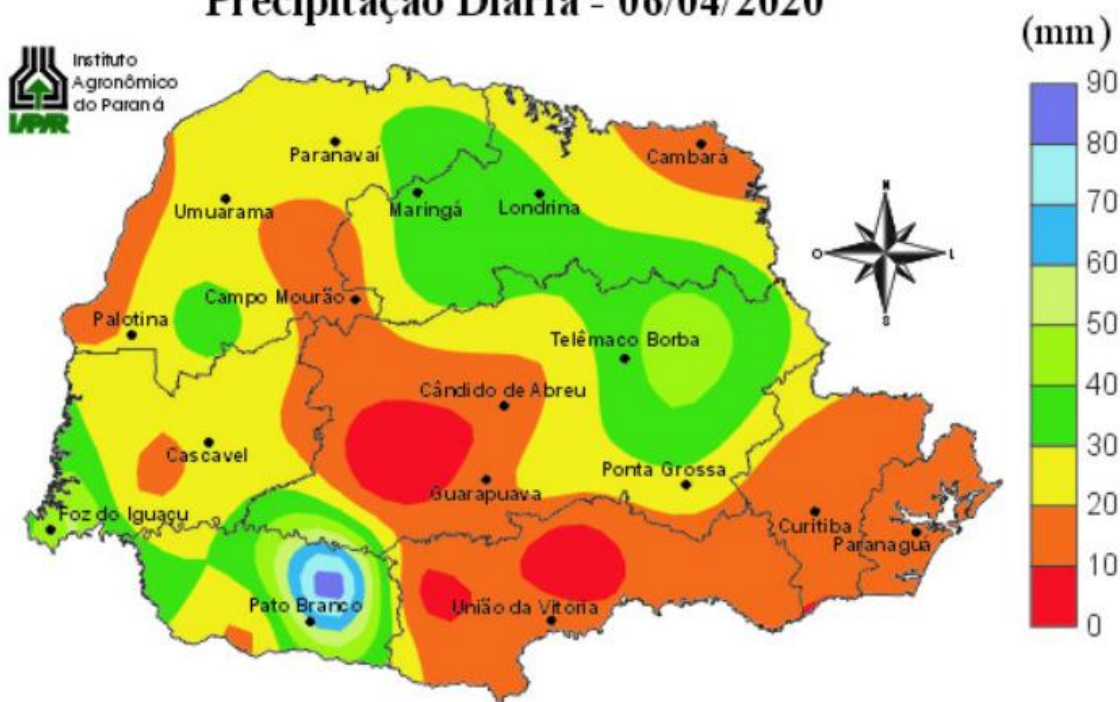 Precipitação Diária - 06/04/2020
(mm)
Instituto
Agronômico
do Paraná
IAPAR
90
80
70
60
50
40
30
20
10
0
N
O
L
S
Paranavaí
Cambará
Umuarama
Maringá
Londrina
Campo Mourão
Palotina
Telêmaco Borba
Cândido de Abreu
Cascavel
Ponta Grossa
Guarapuava
Foz do Iguaçu
Curitiba
Paranaguá
Pato Branco
União da Vitória